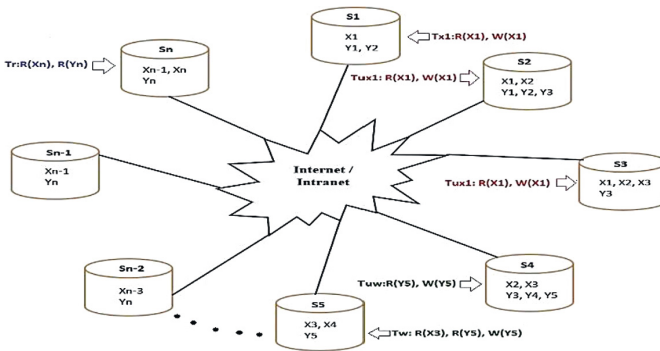 S1
X1
Y1, Y2
Tx1:R(X1), W(X1)
Sn
Xn-1, Xn
Yn
Tr:R(Xn), R(Yn)
S2
X1, X2
Y1, Y2, Y3
Tux1: R(X1), W(X1)
Sn-1
Xn-1
Yn
Internet /
Intranet
S3
X1, X2, X3
Y3
Tux1: R(X1), W(X1)
Sn-2
Xn-3
Yn
S4
X2, X3
Y3, Y4, Y5
Tuw:R(Y5), W(Y5)
S5
X3, X4
Y5
Tw: R(X3), R(Y5), W(Y5)